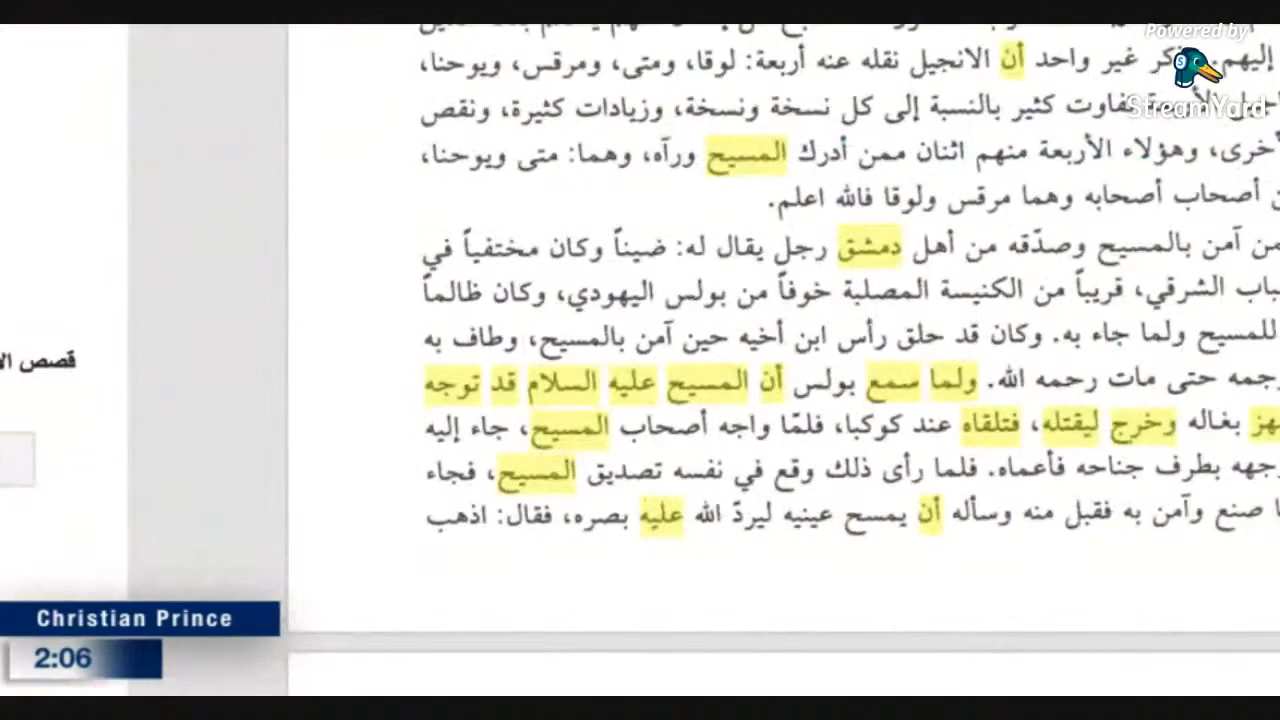 Powered by
StreamYard
إليهم. ذكر غير واحد أن الانجيل نقله عنه أربعة: لوقا، ومتى، ومرقس، ويوحنا،
تفاوت كثير بالنسبة إلى كل نسخة ونسخة، وزيادات كثيرة، ونقص
وهؤلاء الأربعة منهم اثنان ممن أدرك المسيح ورآه، وهما: متى ويوحنا،
أصحاب أصحابه وهما مرقس ولوقا فالله اعلم.
آمن بالمسيح وصدّقه من أهل دمشق رجل يقال له: ضيناً وكان مختفياً في
الشرقي، قريباً من الكنيسة المصلبة خوفاً من بولس اليهودي، وكان ظالماً
للمسيح ولما جاء به. وكان قد حلق رأس ابن أخيه حين آمن بالمسيح، وطاف به
حتى مات رحمه الله. ولما سمع بولس أن المسيح عليه السلام قد توجه
بغاله وخرج ليقتله، فتلقاه عند كوكبا، فلمّا واجه أصحاب المسيح، جاء إليه
بطرف جناحه فأعماه. فلما رأى ذلك وقع في نفسه تصديق المسيح، فجاء
صنع وآمن به فقبل منه وسأله أن يمسح عينيه ليردّ الله عليه بصره، فقال: اذهب
قصص
Christian Prince
2:06